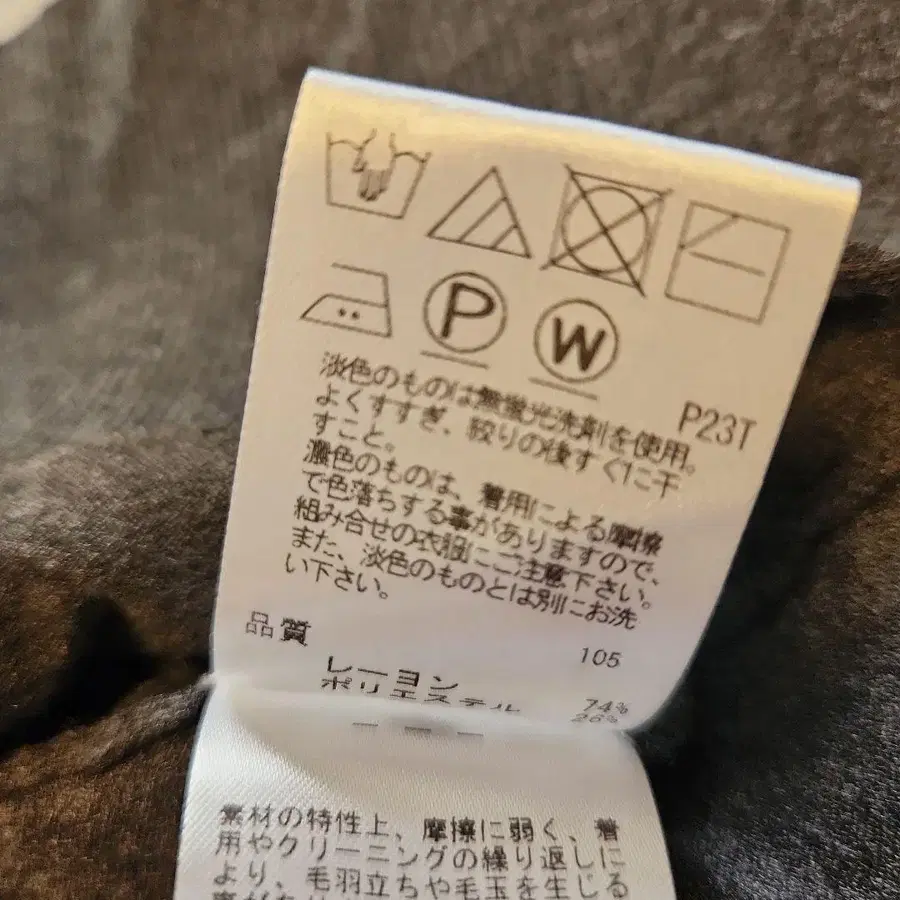 P
W
P23T
淡色のものは無蛍光洗剤を使用。
よくすすぎ、絞りの後すぐに干
すこと。
濃色のものは、着用による摩擦
で色落ちする事がありますので、
組み合せの衣服にご注意下さい。
また、淡色のものとは別にお洗
い下さい。
品質
105
レーヨン 74%
ポリエステル 26%
素材の特性上、摩擦に弱く、着
用やクリーニングの繰り返しに
より、毛羽立ちや毛玉を生じる